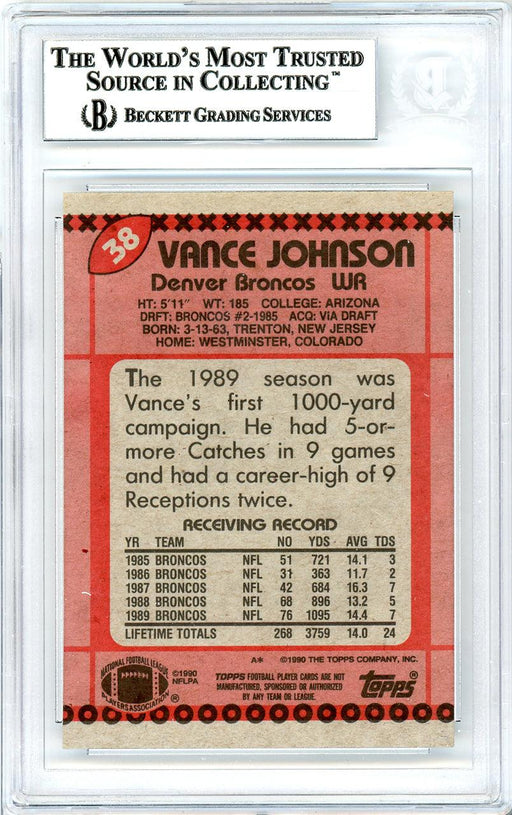 THE WORLD'S MOST TRUSTED
SOURCE IN COLLECTING™
B BECKETT GRADING SERVICES
38
VANCE JOHNSON
Denver Broncos WR
HT: 5'11" WT: 185 COLLEGE: ARIZONA
DRFT: BRONCOS #2-1985 ACQ: VIA DRAFT
BORN: 3-13-63, TRENTON, NEW JERSEY
HOME: WESTMINSTER, COLORADO
The 1989 season was
Vance's first 1000-yard
campaign. He had 5-or-
more Catches in 9 games
and had a career-high of 9
Receptions twice.
RECEIVING RECORD
YR TEAM NO YDS AVG TDS
1985 BRONCOS NFL 51 721 14.1 3
1986 BRONCOS NFL 31 363 11.7 2
1987 BRONCOS NFL 42 684 16.3 7
1988 BRONCOS NFL 68 896 13.2 5
1989 BRONCOS NFL 76 1095 14.4 7
LIFETIME TOTALS 268 3759 14.0 24
A* ©1990 THE TOPPS COMPANY, INC.
NATIONAL FOOTBALL LEAGUE
PLAYERS ASSOCIATION ®
©1990
NFLPA
TOPPS FOOTBALL PLAYER CARDS ARE NOT
MANUFACTURED, SPONSORED OR AUTHORIZED
BY ANY TEAM OR LEAGUE.
topps®